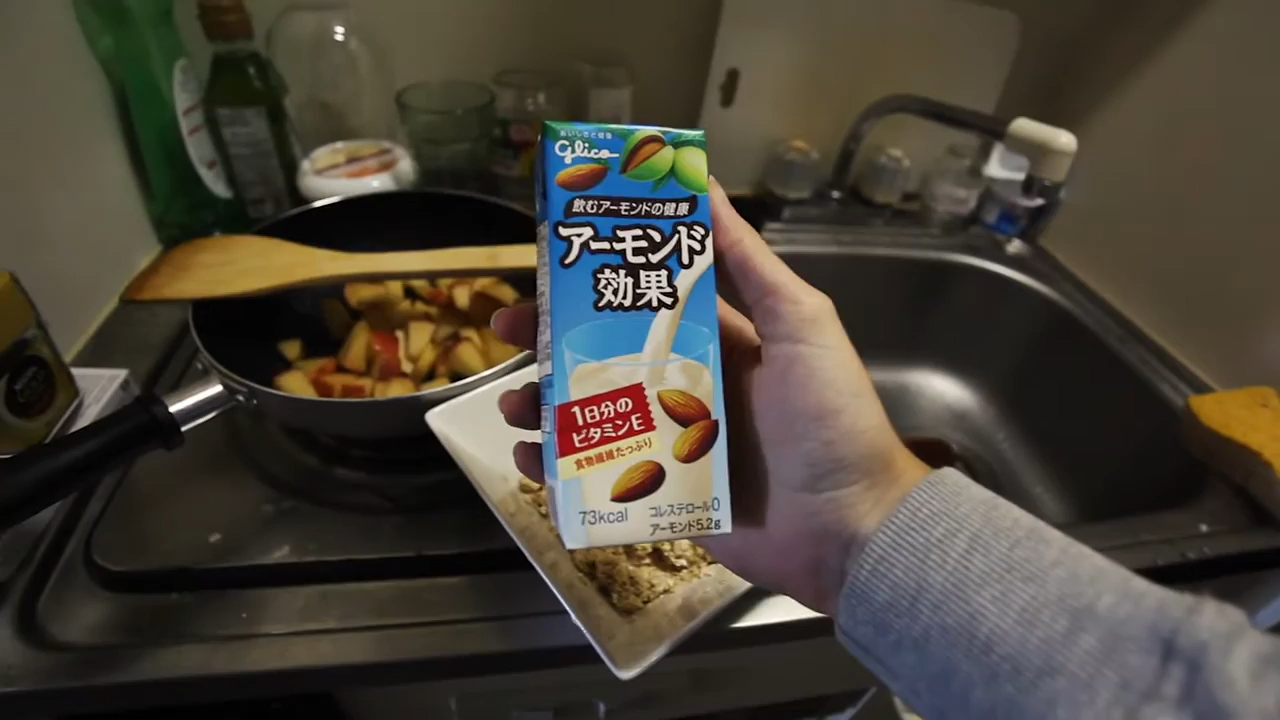 おいしさと健康
Glico
飲むアーモンドの健康
アーモンド
効果
1日分の
ビタミンE
食物繊維たっぷり
73kcal
コレステロール0
アーモンド5.2g